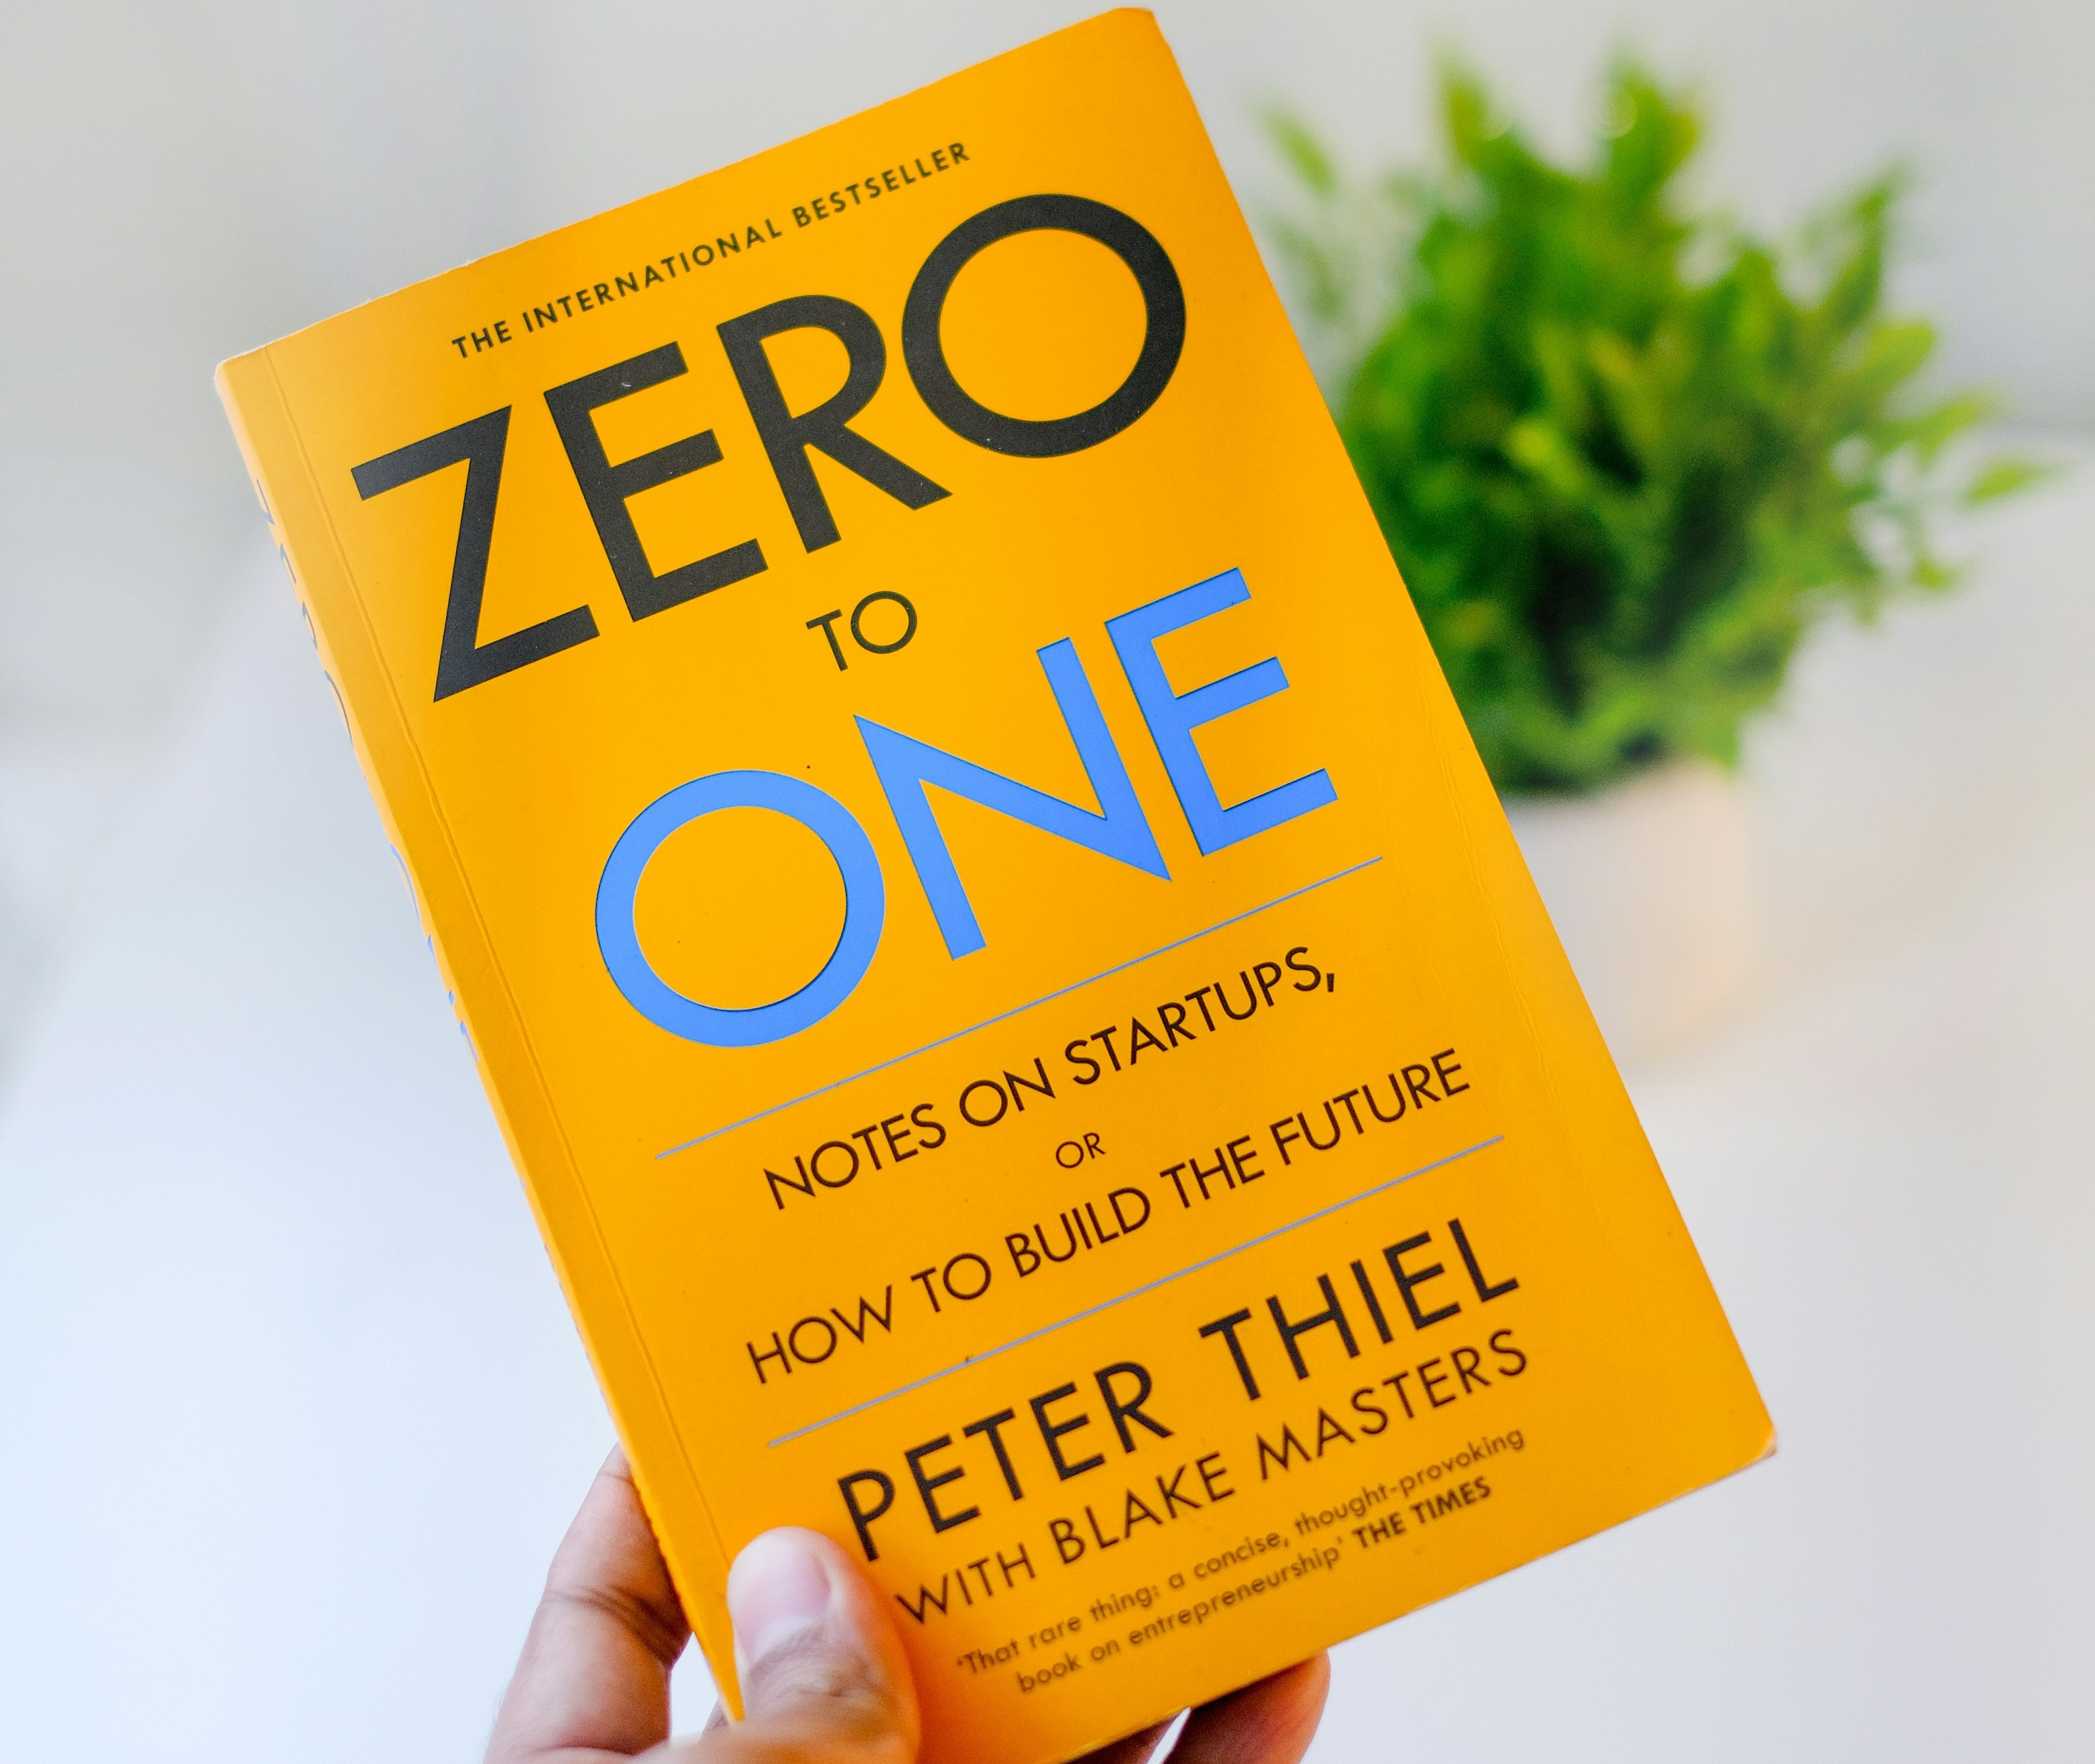 THE INTERNATIONAL BESTSELLER
ZERO
TO
ONE
NOTES ON STARTUPS,
OR
HOW TO BUILD THE FUTURE
PETER THIEL
WITH BLAKE MASTERS
‘That rare thing: a concise, thought-provoking
book on entrepreneurship’ THE TIMES